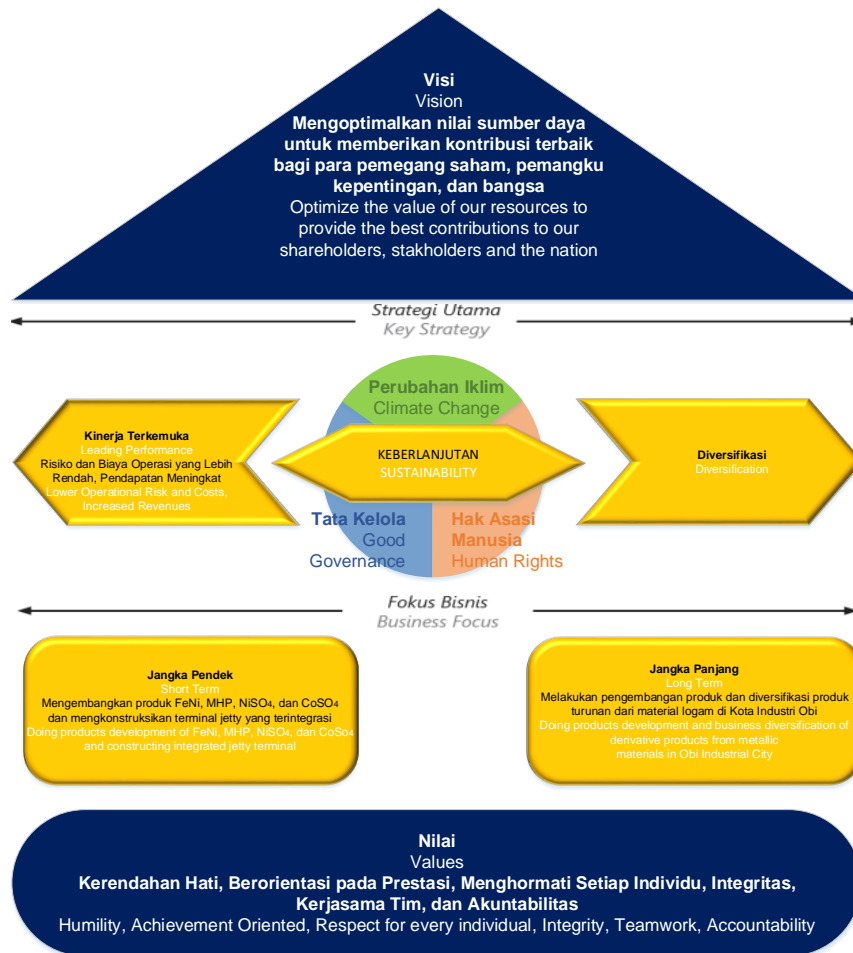 Visi
Vision
Mengoptimalkan nilai sumber daya
untuk memberikan kontribusi terbaik
bagi para pemegang saham, pemangku
kepentingan, dan bangsa
Optimize the value of our resources to
provide the best contributions to our
shareholders, stakholders and the nation
Strategi Utama
Key Strategy
Kinerja Terkemuka
Leading Performance
Risiko dan Biaya Operasi yang Lebih
Rendah, Pendapatan Meningkat
Lower Operational Risk and Costs,
Increased Revenues
Perubahan Iklim
Climate Change
KEBERLANJUTAN
SUSTAINABILITY
Tata Kelola
Good
Governance
Hak Asasi
Manusia
Human Rights
Diversifikasi
Diversification
Fokus Bisnis
Business Focus
Jangka Pendek
Short Term
Mengembangkan produk FeNi, MHP, NiSO₄, dan CoSO₄
dan mengkonstruksikan terminal jetty yang terintegrasi
Doing products development of FeNi, MHP, NiSO₄, dan CoSo₄
and constructing integrated jetty terminal
Jangka Panjang
Long Term
Melakukan pengembangan produk dan diversifikasi produk
turunan dari material logam di Kota Industri Obi
Doing products development and business diversification of
derivative products from metallic
materials in Obi Industrial City
Nilai
Values
Kerendahan Hati, Berorientasi pada Prestasi, Menghormati Setiap Individu, Integritas,
Kerjasama Tim, dan Akuntabilitas
Humility, Achievement Oriented, Respect for every individual, Integrity, Teamwork, Accountability